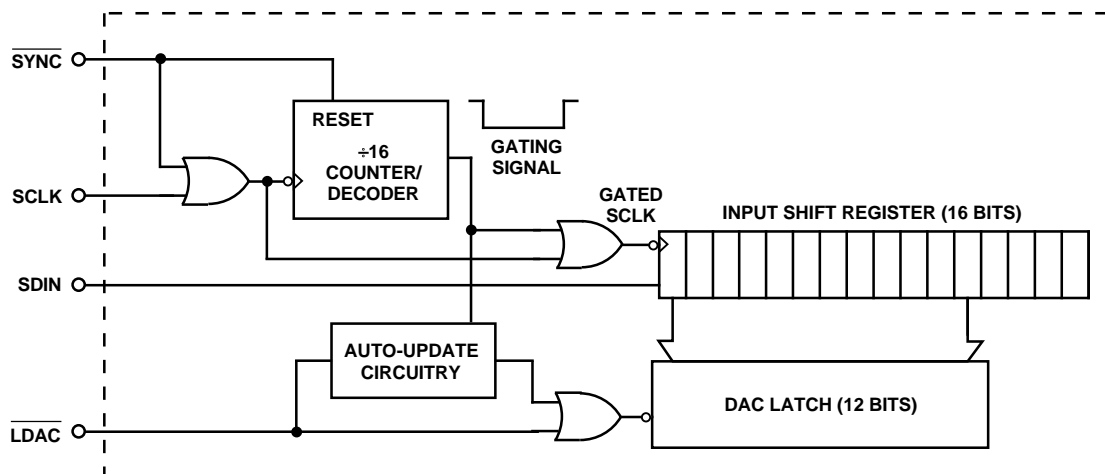 SYNC
RESET
÷16
COUNTER/
DECODER
GATING
SIGNAL
SCLK
GATED
SCLK
INPUT SHIFT REGISTER (16 BITS)
SDIN
AUTO-UPDATE
CIRCUITRY
DAC LATCH (12 BITS)
LDAC